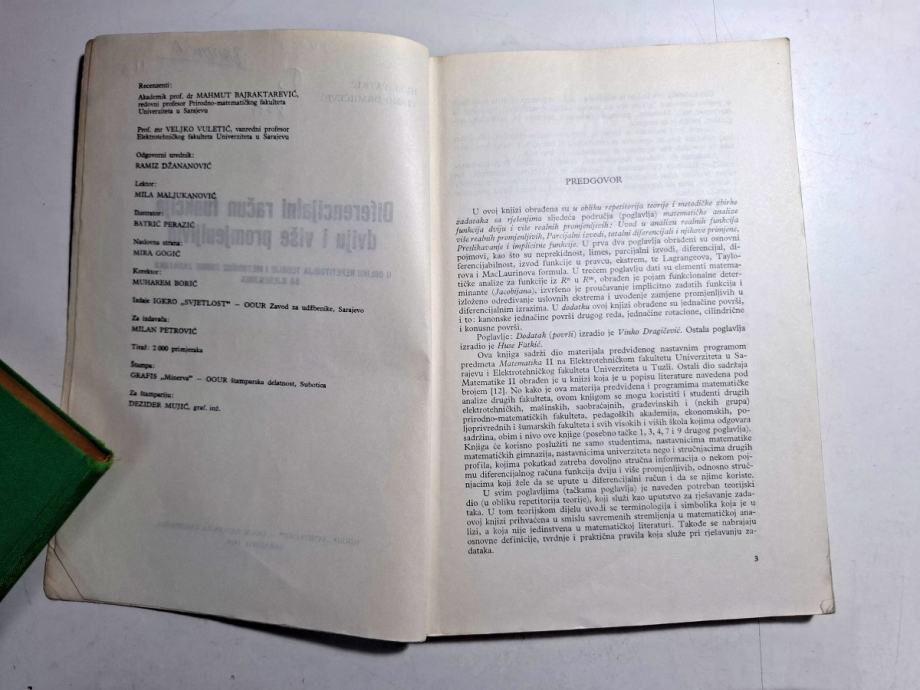 Recenzenti:
Akademik prof. dr MAHMUT BAJRAKTAREVIĆ,
redovni profesor Prirodno-matematičkog fakulteta
Univerziteta u Sarajevu
Prof. mr VELJKO VULETIĆ, vanredni profesor
Elektrotehničkog fakulteta Univerziteta u Sarajevu
Odgovorni urednik:
RAMIZ DŽANANOVIĆ
Lektor:
MILA MALJUKANOVIĆ
Ilustrator:
BATRIĆ PERAZIĆ
Naslovna strana:
MIRA GOGIĆ
Korektor:
MUHAREM BORIĆ
Izdaje IGKRO „SVJETLOST” — OOUR Zavod za udžbenike, Sarajevo
Za izdavača:
MILAN PETROVIĆ
Tiraž: 2 000 primjeraka
Štampa:
GRAFIS „Minerva” — OOUR štamparska delatnost, Subotica
Za štampariju:
DEZIDER MUJIĆ, graf. inž.
Diferencijalni račun funkcija
dviju i više promjenljivih
PREDGOVOR
U ovoj knjizi obrađena su u obliku repetitorija teorije i metodičke zbirke
zadataka sa rješenjima sljedeća područja (poglavlja) matematičke analize
funkcija dviju i više realnih promjenljivih: Uvod u analizu realnih funkcija
više realnih promjenljivih, Parcijalni izvodi, totalni diferencijali i njihove primjene,
Preslikavanje i implicitne funkcije. U prva dva poglavlja obrađeni su osnovni
pojmovi, kao što su neprekidnost, limes, parcijalni izvodi, diferencijal, di-
ferencijabilnost, izvod funkcije u pravcu, ekstrem, te Lagrangeova, Taylo-
rova i MacLaurinova formula. U trećem poglavlju dati su elementi matema-
tičke analize za funkcije iz Rⁿ u Rᵐ, obrađen je pojam funkcionalne deter-
minante (Jacobijana), izvršeno je proučavanje implicitno zadatih funkcija i
izloženo određivanje uslovnih ekstrema i uvođenje zamjene promjenljivih u
diferencijalnim izrazima. U dodatku ovoj knjizi obrađene su jednačine površi,
i to: kanonske jednačine površi drugog reda, jednačine rotacione, cilindrične
i konusne površi.
Poglavlje: Dodatak (površi) izradio je Vinko Dragičević. Ostala poglavlja
izradio je Huse Fatkić.
Ova knjiga sadrži dio materijala predviđenog nastavnim programom
predmeta Matematika II na Elektrotehničkom fakultetu Univerziteta u Sa-
rajevu i Elektrotehničkog fakultetu Univerziteta u Tuzli. Ostali dio sadržaja
Matematike II obrađen je u knjizi koja je u popisu literature navedena pod
brojem [12]. No kako je ova materija predviđena i programima matematičke
analize drugih fakulteta, ovom knjigom se mogu koristiti i studenti drugih
elektrotehničkih, mašinskih, saobraćajnih, građevinskih i (nekih grupa)
prirodno-matematičkih fakulteta, pedagoških akademija, ekonomskih, po-
ljoprivrednih i šumarskih fakulteta i svih visokih i viših škola kojima odgovara
sadržina, obim i nivo ove knjige (posebno tačke 1, 3, 4, 7 i 9 drugog poglavlja).
Knjiga će korisno poslužiti ne samo studentima, nastavnicima matematike
matematičkih gimnazija, nastavnicima univerziteta nego i stručnjacima drugih
profila, kojima pokatkad zatreba dovoljno stručna informacija o nekom poj-
mu diferencijalnog računa funkcija dviju i više promjenljivih, odnosno struč-
njacima koji žele da se upute u diferencijalni račun i da se njime koriste.
U svim poglavljima (tačkama poglavlja) je naveden potreban teorijski
dio (u obliku repetitorija teorije), koji služi kao uputstvo za rješavanje zada-
taka. U tom teorijskom dijelu uvodi se terminologija i simbolika koja je u
ovoj knjizi prihvaćena u smislu savremenih stremljenja u matematičkoj ana-
lizi, a koja nije jedinstvena u matematičkoj literaturi. Takođe se nabrajaju
osnovne definicije, tvrdnje i praktična pravila koja služe pri rješavanju za-
dataka.
3